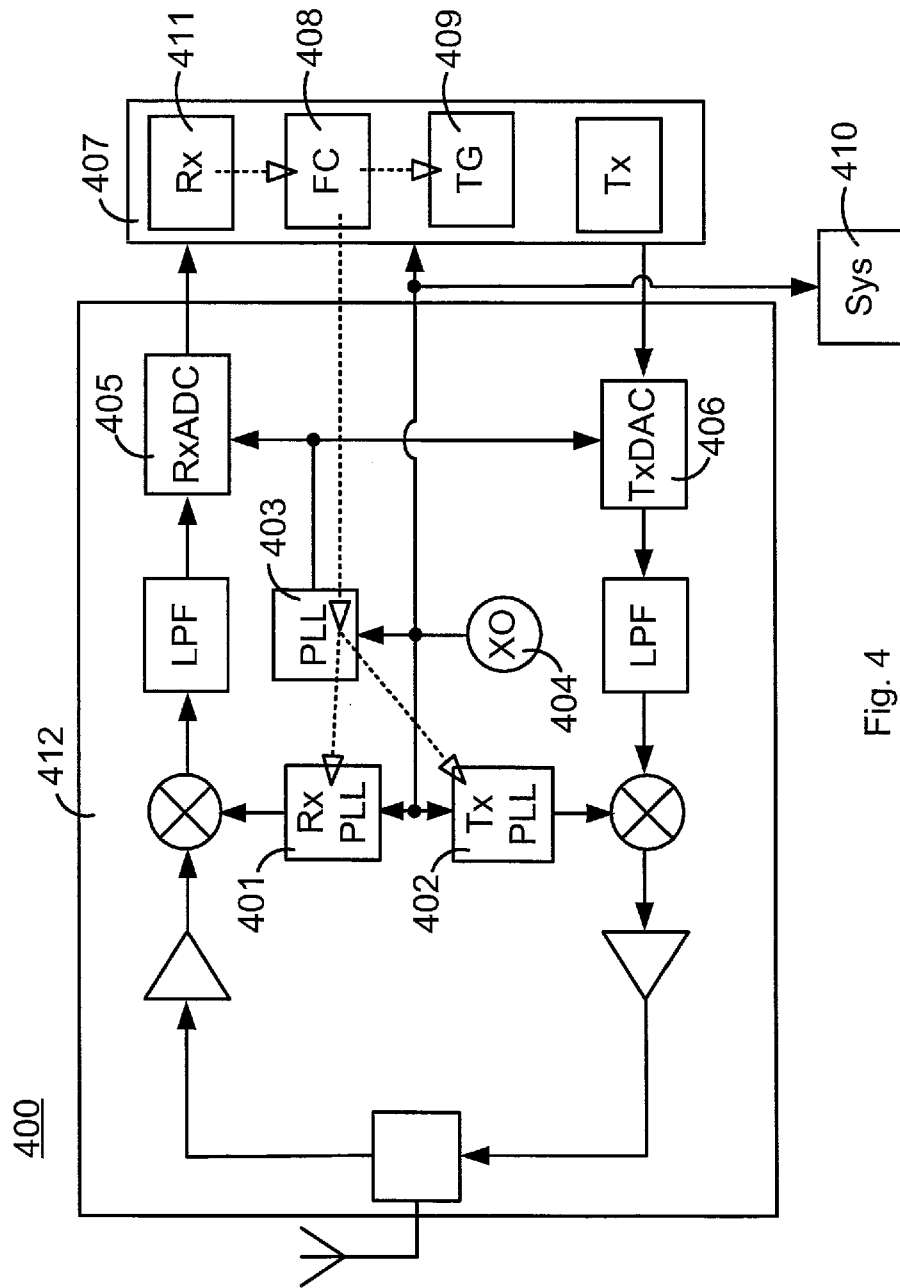 400
412
LPF
405
RxADC
407
Rx
411
FC
408
TG
409
Tx
401
Rx
PLL
403
PLL
402
Tx
PLL
XO
404
LPF
TxDAC
406
Sys
410
Fig. 4